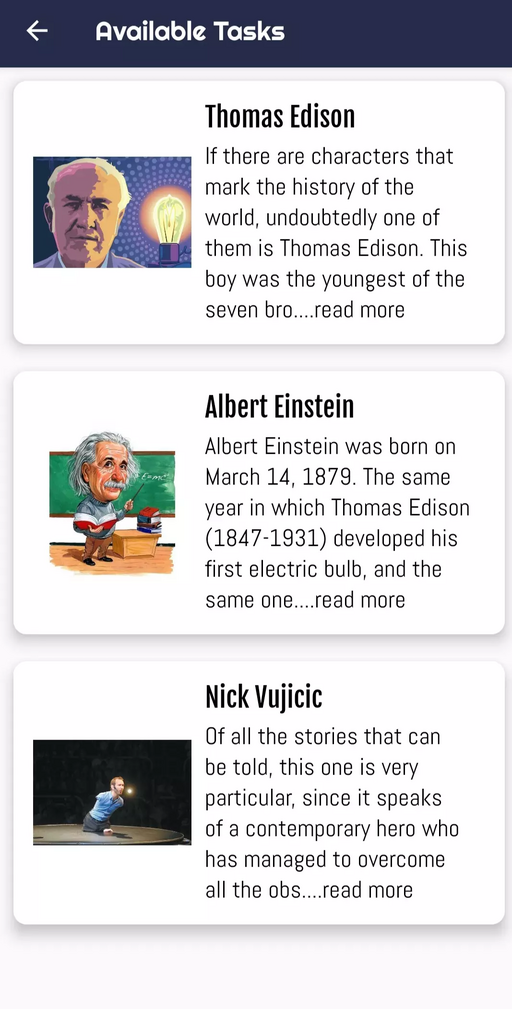 Available Tasks
Thomas Edison
If there are characters that
mark the history of the
world, undoubtedly one of
them is Thomas Edison. This
boy was the youngest of the
seven bro....read more
Albert Einstein
Albert Einstein was born on
March 14, 1879. The same
year in which Thomas Edison
(1847-1931) developed his
first electric bulb, and the
same one....read more
E=mc²
Nick Vujicic
Of all the stories that can
be told, this one is very
particular, since it speaks
of a contemporary hero who
has managed to overcome
all the obs....read more